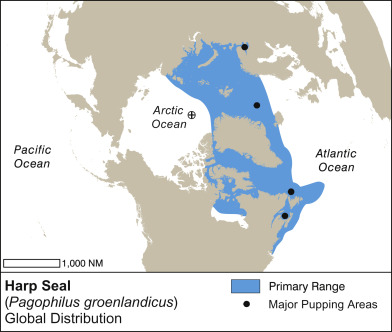 Arctic
Ocean
Pacific
Ocean
Atlantic
Ocean
1,000 NM
Harp Seal
(Pagophilus groenlandicus)
Global Distribution
Primary Range
Major Pupping Areas